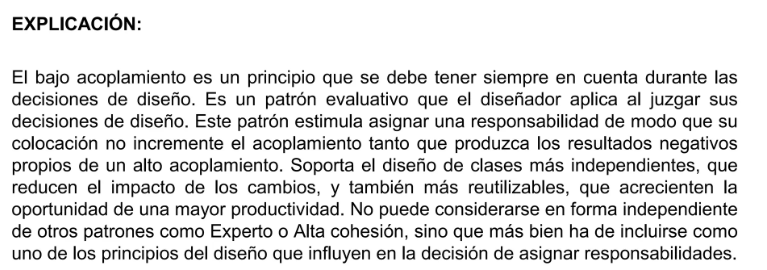 EXPLICACIÓN:
El bajo acoplamiento es un principio que se debe tener siempre en cuenta durante las
decisiones de diseño. Es un patrón evaluativo que el diseñador aplica al juzgar sus
decisiones de diseño. Este patrón estimula asignar una responsabilidad de modo que su
colocación no incremente el acoplamiento tanto que produzca los resultados negativos
propios de un alto acoplamiento. Soporta el diseño de clases más independientes, que
reducen el impacto de los cambios, y también más reutilizables, que acrecienten la
oportunidad de una mayor productividad. No puede considerarse en forma independiente
de otros patrones como Experto o Alta cohesión, sino que más bien ha de incluirse como
uno de los principios del diseño que influyen en la decisión de asignar responsabilidades.